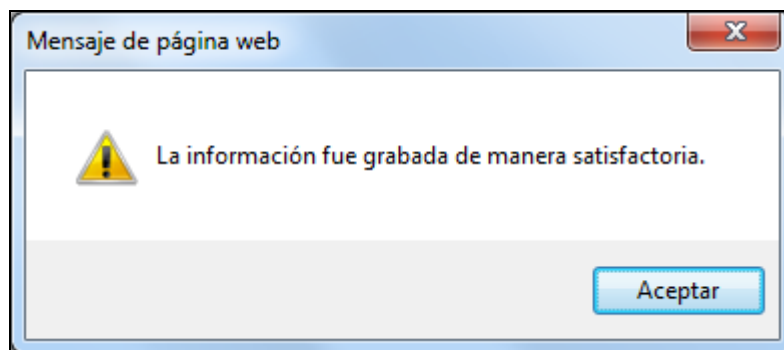 Mensaje de página web
La información fue grabada de manera satisfactoria.
Aceptar